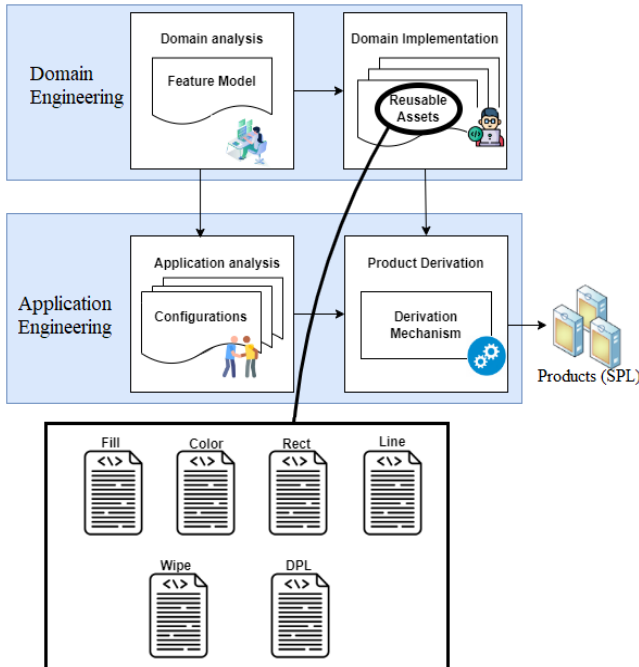 Domain analysis
Domain Implementation
Domain
Engineering
Feature Model
Reusable
Assets
Application analysis
Product Derivation
Application
Engineering
Configurations
Derivation
Mechanism
Products (SPL)
Fill
Color
Rect
Line
<\>
<\>
<\>
<\>
Wipe
DPL
<\>
<\>